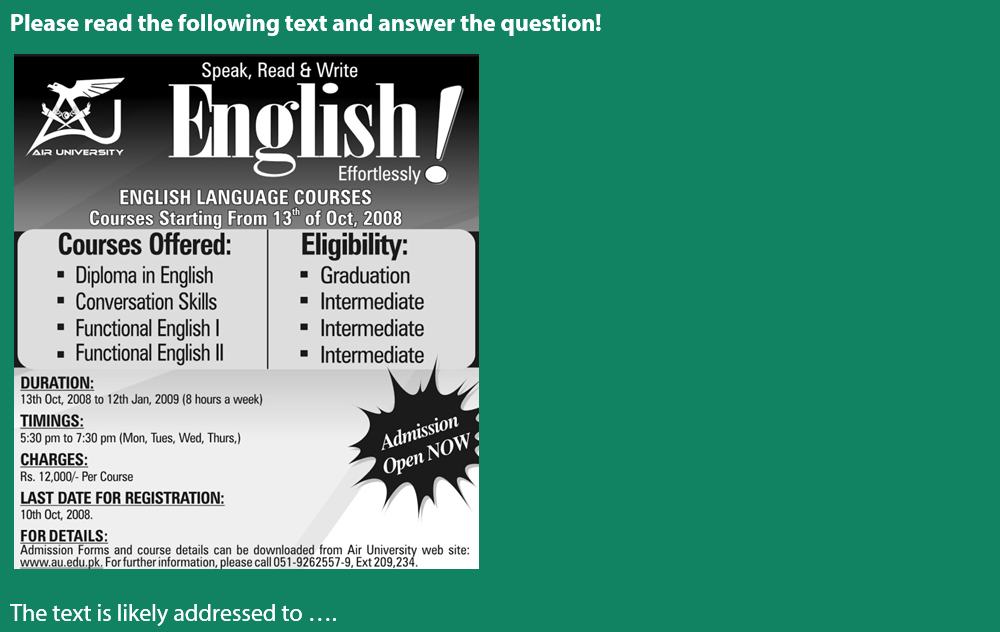 Please read the following text and answer the question!
Speak, Read & Write
English!
Effortlessly
AIR UNIVERSITY
ENGLISH LANGUAGE COURSES
Courses Starting From 13th of Oct, 2008
Courses Offered:
▪ Diploma in English
▪ Conversation Skills
▪ Functional English I
▪ Functional English II
Eligibility:
▪ Graduation
▪ Intermediate
▪ Intermediate
▪ Intermediate
DURATION:
13th Oct, 2008 to 12th Jan, 2009 (8 hours a week)
TIMINGS:
5:30 pm to 7:30 pm (Mon, Tues, Wed, Thurs,)
CHARGES:
Rs. 12,000/- Per Course
LAST DATE FOR REGISTRATION:
10th Oct, 2008.
Admission
Open NOW
FOR DETAILS:
Admission Forms and course details can be downloaded from Air University web site:
www.au.edu.pk. For further information, please call 051-9262557-9, Ext 209,234.
The text is likely addressed to ….